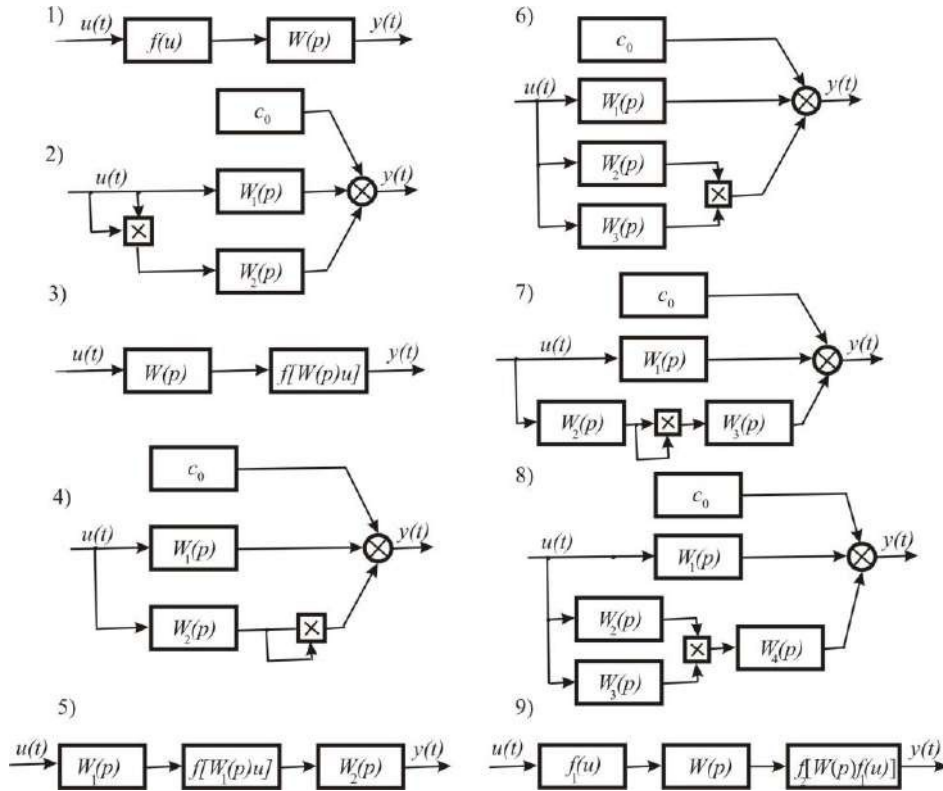 1)
u(t)
f(u)
W(p)
y(t)
2)
c₀
u(t)
W₁(p)
y(t)
×
W₂(p)
3)
u(t)
W(p)
f[W(p)u]
y(t)
4)
c₀
u(t)
W₁(p)
y(t)
W₂(p)
×
5)
u(t)
W₁(p)
f[W₁(p)u]
W₂(p)
y(t)
6)
c₀
u(t)
W₁(p)
y(t)
W₂(p)
×
W₃(p)
7)
c₀
u(t)
W₁(p)
y(t)
W₂(p)
×
W₃(p)
8)
c₀
u(t)
W₁(p)
y(t)
W₂(p)
×
W₄(p)
W₃(p)
9)
u(t)
f₁(u)
W(p)
f₂[W(p)f₁(u)]
y(t)